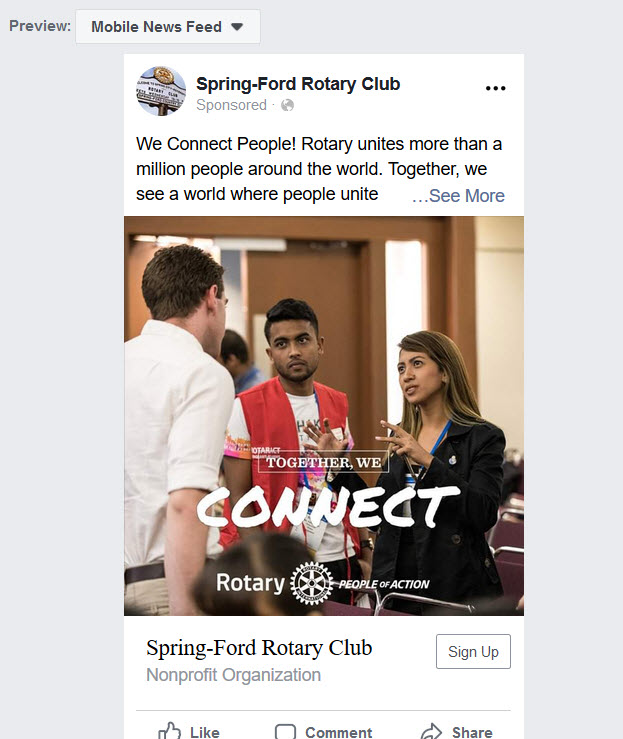 Preview: Mobile News Feed
Spring-Ford Rotary Club
Sponsored ·
We Connect People! Rotary unites more than a
million people around the world. Together, we
see a world where people unite ...See More
OTARACT
TOGETHER, WE
CONNECT
Rotary PEOPLE OF ACTION
Spring-Ford Rotary Club
Nonprofit Organization
Sign Up
Like Comment Share